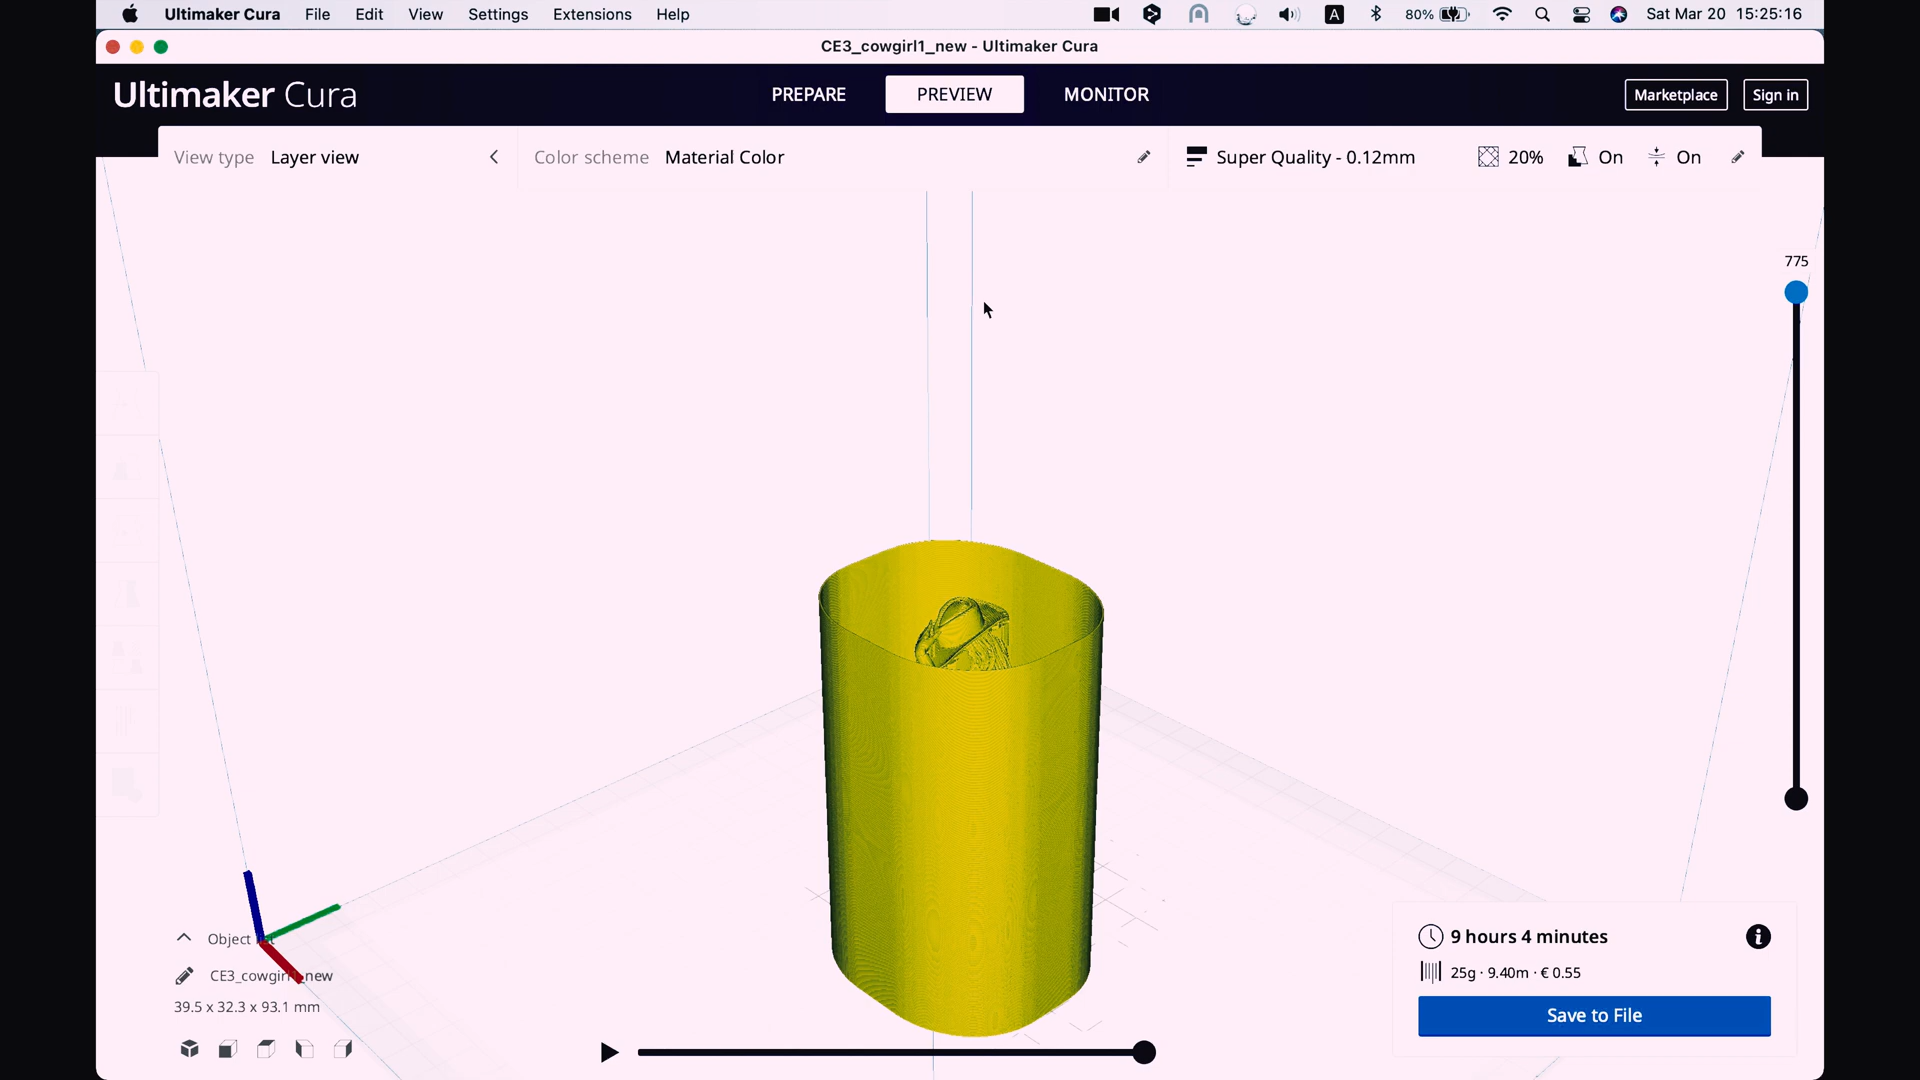 Ultimaker Cura File Edit View Settings Extensions Help A 80% Sat Mar 20 15:25:16
CE3_cowgirl1_new - Ultimaker Cura
Ultimaker Cura PREPARE PREVIEW MONITOR Marketplace Sign in
View type Layer view Color scheme Material Color Super Quality - 0.12mm 20% On On
775
Object
CE3_cowgirl1_new
39.5 x 32.3 x 93.1 mm
9 hours 4 minutes
25g · 9.40m · € 0.55
Save to File